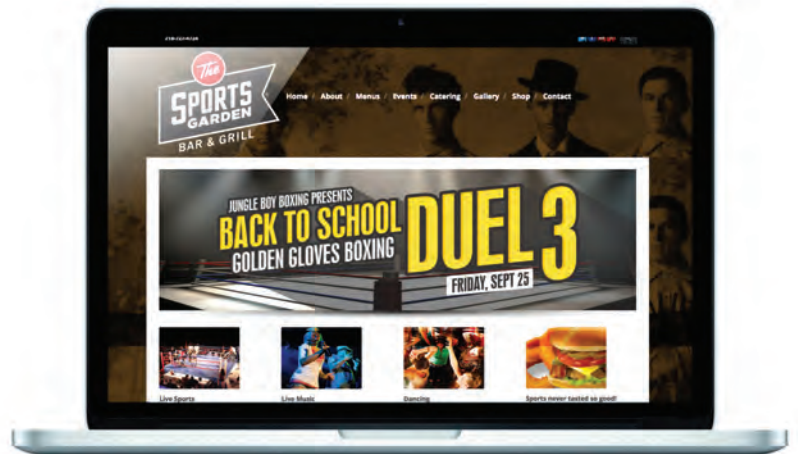 The
SPORTS
GARDEN
BAR & GRILL
Home / About / Menus / Events / Catering / Gallery / Shop / Contact
JUNGLE BOY BOXING PRESENTS
BACK TO SCHOOL
GOLDEN GLOVES BOXING
DUEL 3
FRIDAY, SEPT 25
Live Sports
Live Music
Dancing
Sports never tasted so good!